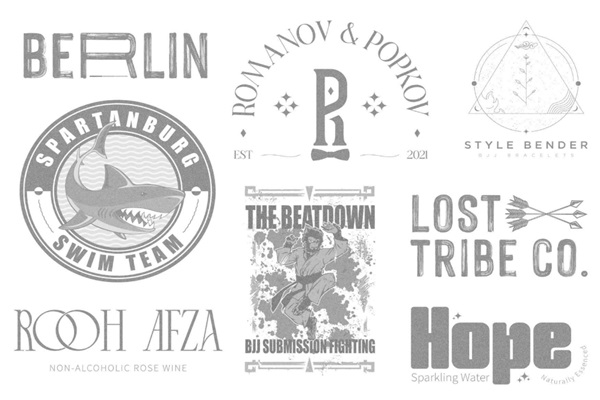 BERLIN
ROMANOV & POPKOV
R
EST
2021
STYLE BENDER
BJJ BRACELETS
SPARTANBURG
SWIM TEAM
THE BEATDOWN
BJJ SUBMISSION FIGHTING
LOST
TRIBE CO.
ROOH AFZA
NON-ALCOHOLIC ROSE WINE
Hope
Sparkling Water
Naturally Essenced